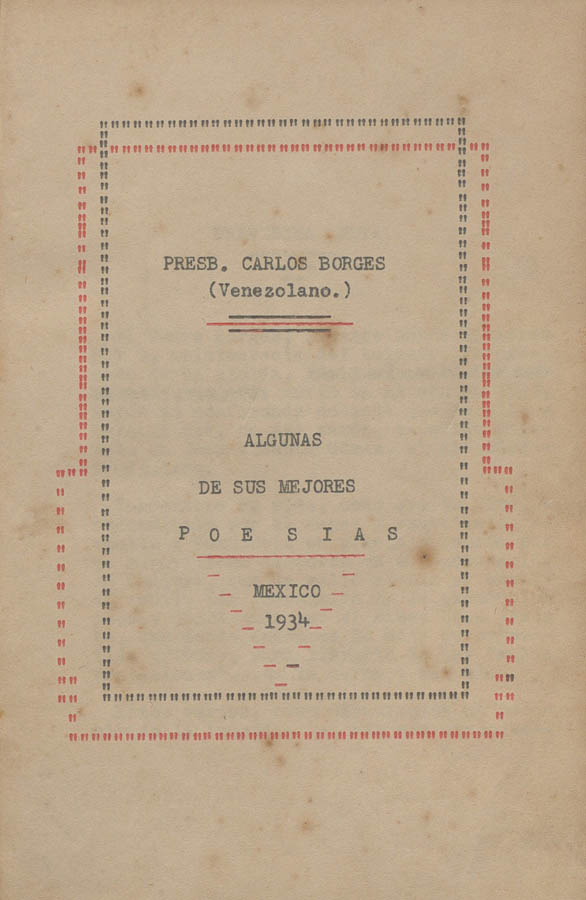 PRESB. CARLOS BORGES
(Venezolano.)
ALGUNAS
DE SUS MEJORES
P O E S I A S
MEXICO
1934